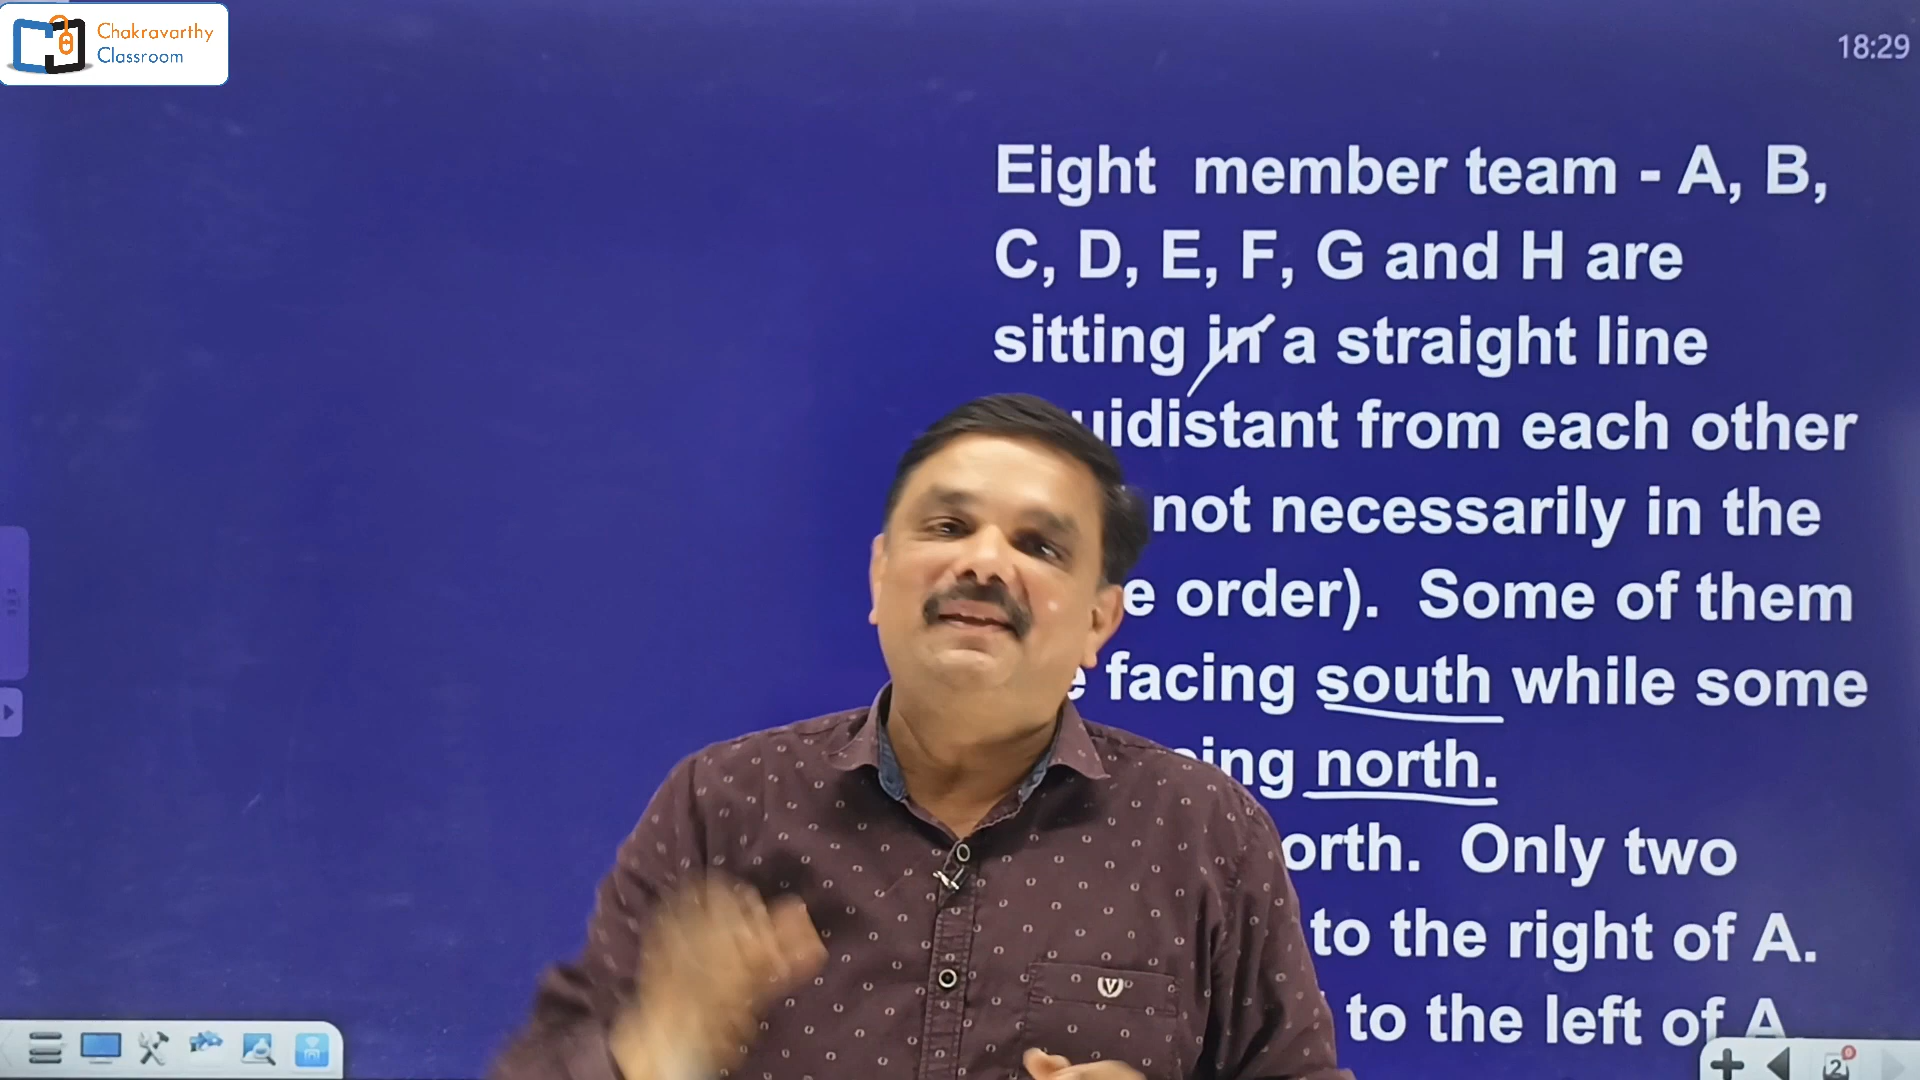 Chakravarthy
Classroom
18:29
Eight member team - A, B,
C, D, E, F, G and H are
sitting in a straight line
uidistant from each other
not necessarily in the
e order). Some of them
e facing south while some
ing north.
orth. Only two
to the right of A.
to the left of A
V
2